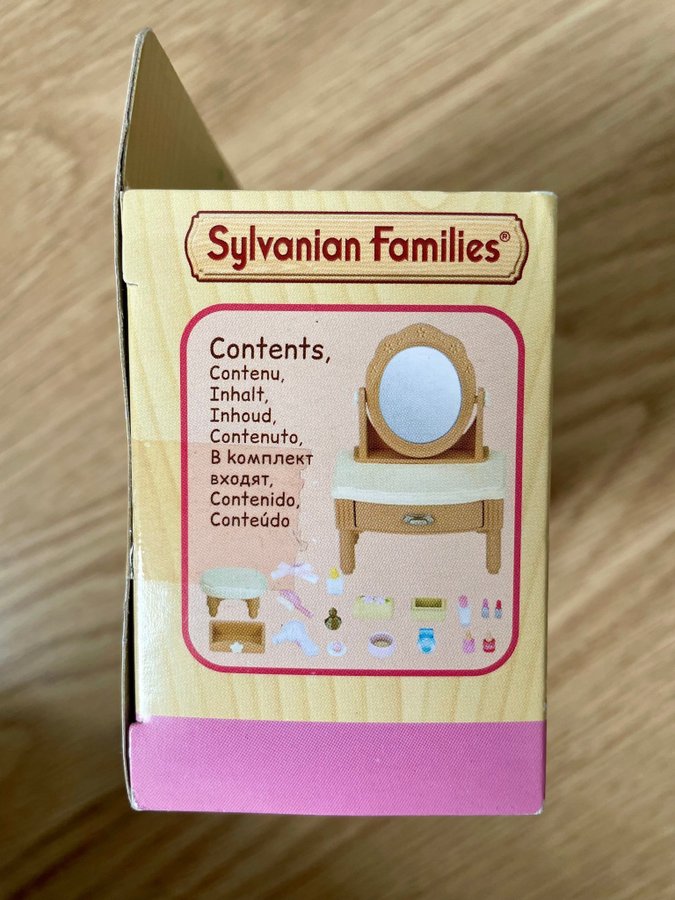 Sylvanian Families®
Contents,
Contenu,
Inhalt,
Inhoud,
Contenuto,
В комплект
входят,
Contenido,
Conteúdo